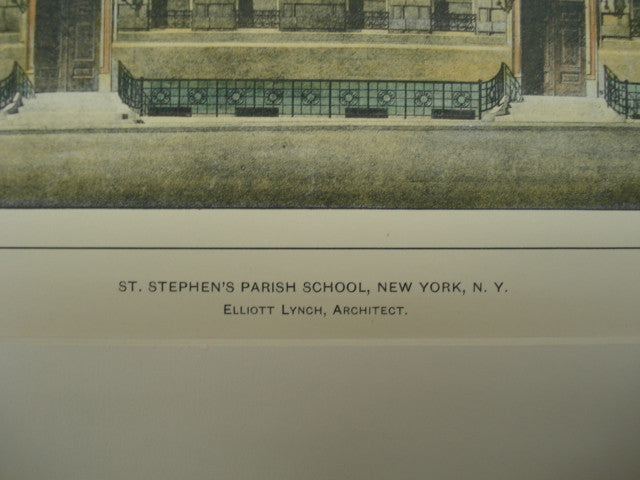 ST. STEPHEN'S PARISH SCHOOL, NEW YORK, N. Y.
ELLIOTT LYNCH, ARCHITECT.